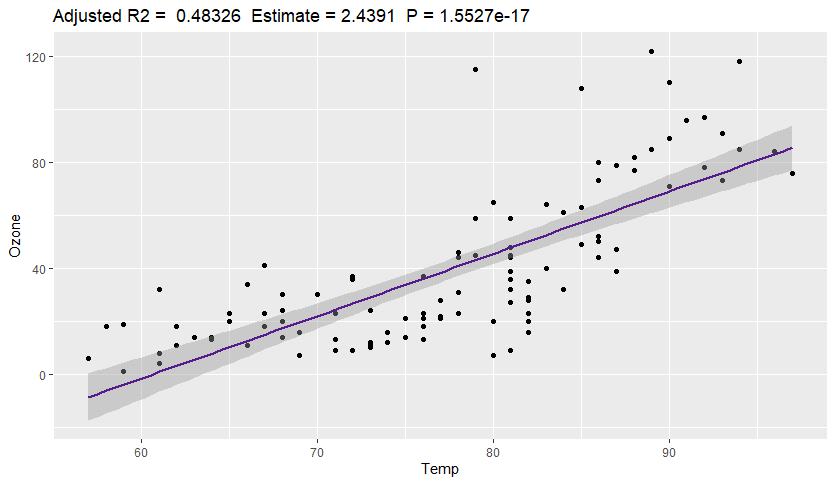 Adjusted R2 =  0.48326  Estimate = 2.4391  P = 1.5527e-17
120
80
40
0
Ozone
60 70 80 90
Temp